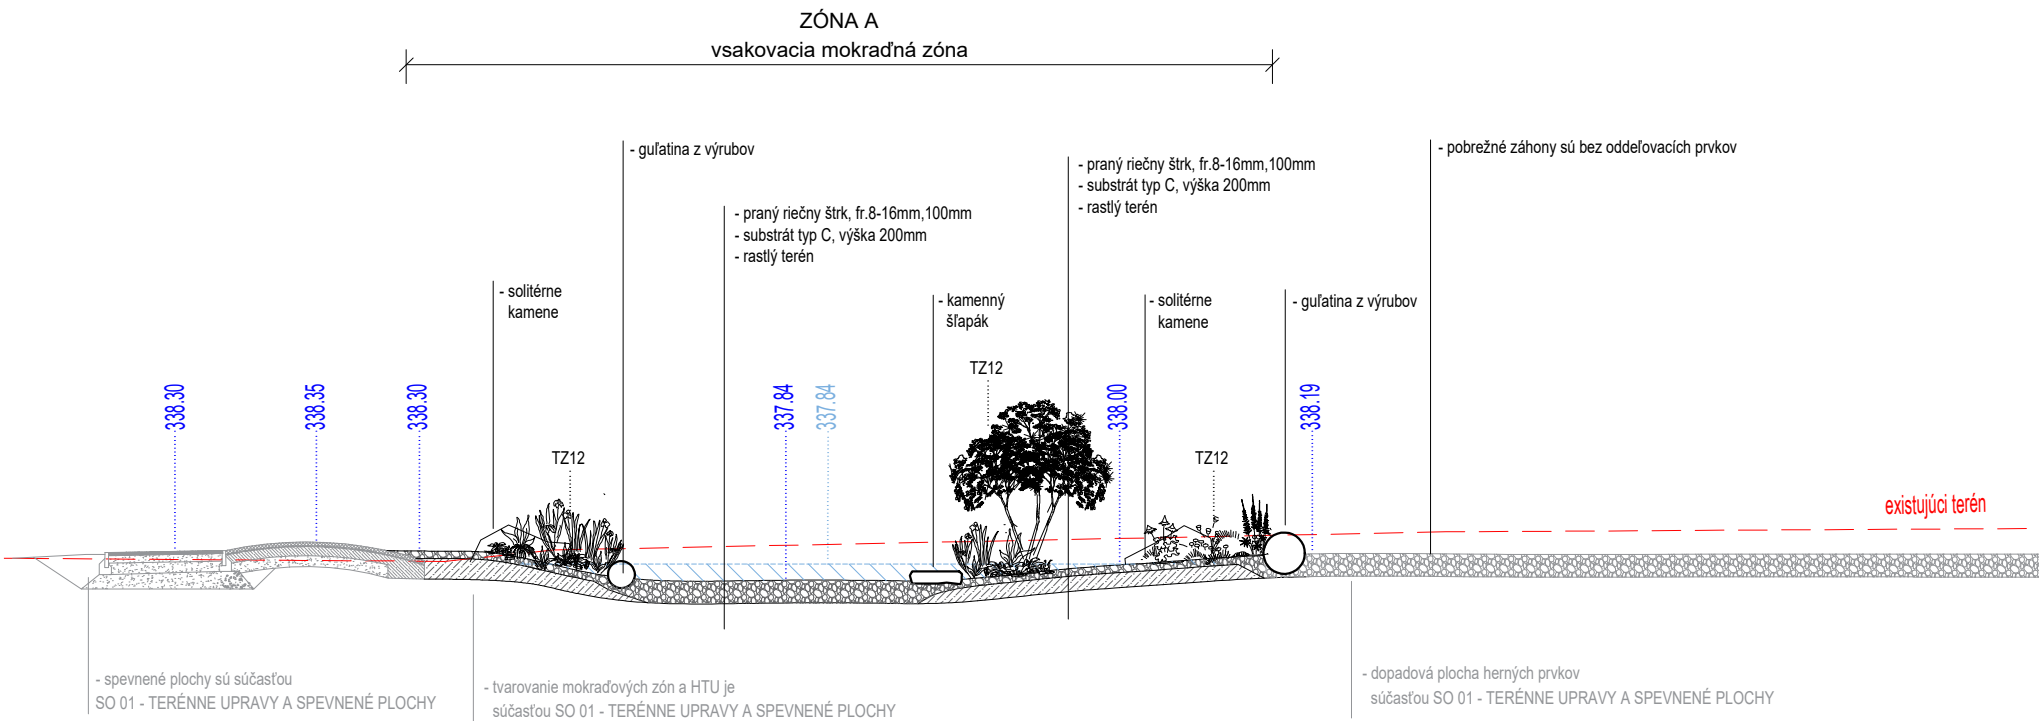 ZÓNA A
vsakovacia mokraďná zóna
- guľatina z výrubov
- pobrežné záhony sú bez oddeľovacích prvkov
- praný riečny štrk, fr.8-16mm,100mm
- substrát typ C, výška 200mm
- rastlý terén
- praný riečny štrk, fr.8-16mm,100mm
- substrát typ C, výška 200mm
- rastlý terén
- solitérne
kamene
- kamenný
šľapák
- solitérne
kamene
- guľatina z výrubov
TZ12
338.30
338.35
338.30
337.84
337.84
338.00
338.19
TZ12
TZ12
existujúci terén
- spevnené plochy sú súčasťou
SO 01 - TERÉNNE UPRAVY A SPEVNENÉ PLOCHY
- tvarovanie mokraďových zón a HTU je
súčasťou SO 01 - TERÉNNE UPRAVY A SPEVNENÉ PLOCHY
- dopadová plocha herných prvkov
súčasťou SO 01 - TERÉNNE UPRAVY A SPEVNENÉ PLOCHY